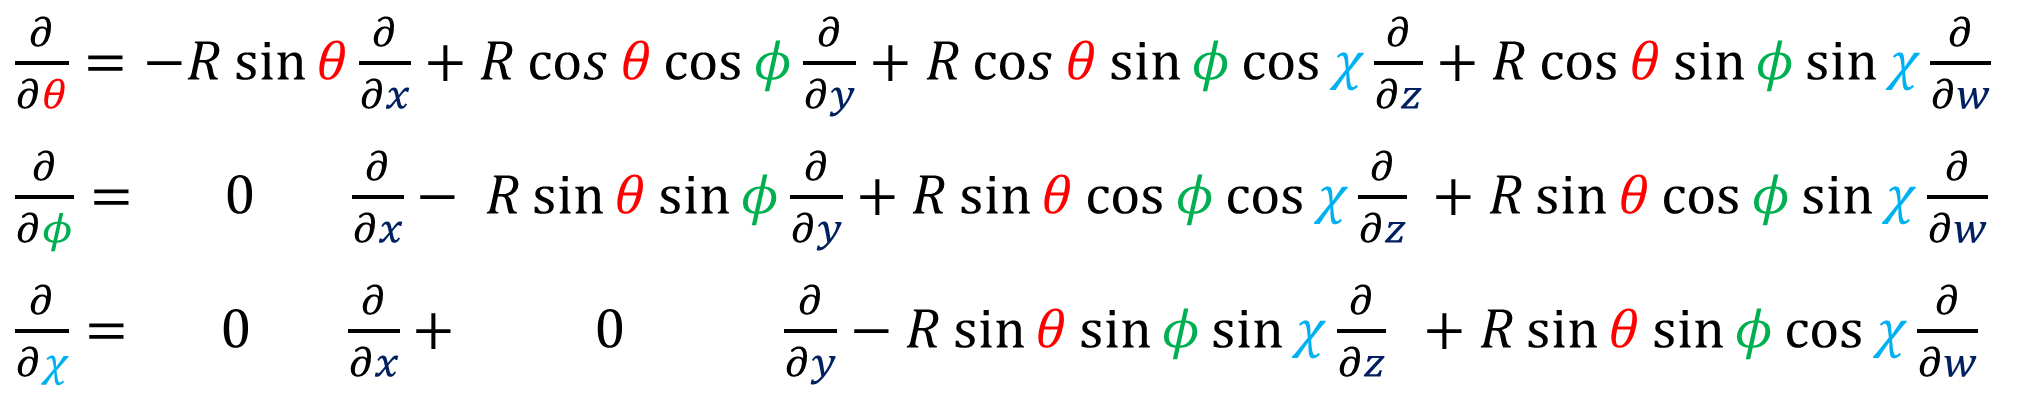 ∂/∂θ = −R sin θ ∂/∂x + R cos θ cos ϕ ∂/∂y + R cos θ sin ϕ cos χ ∂/∂z + R cos θ sin ϕ sin χ ∂/∂w
∂/∂ϕ = 0 ∂/∂x − R sin θ sin ϕ ∂/∂y + R sin θ cos ϕ cos χ ∂/∂z + R sin θ cos ϕ sin χ ∂/∂w
∂/∂χ = 0 ∂/∂x + 0 ∂/∂y − R sin θ sin ϕ sin χ ∂/∂z + R sin θ sin ϕ cos χ ∂/∂w